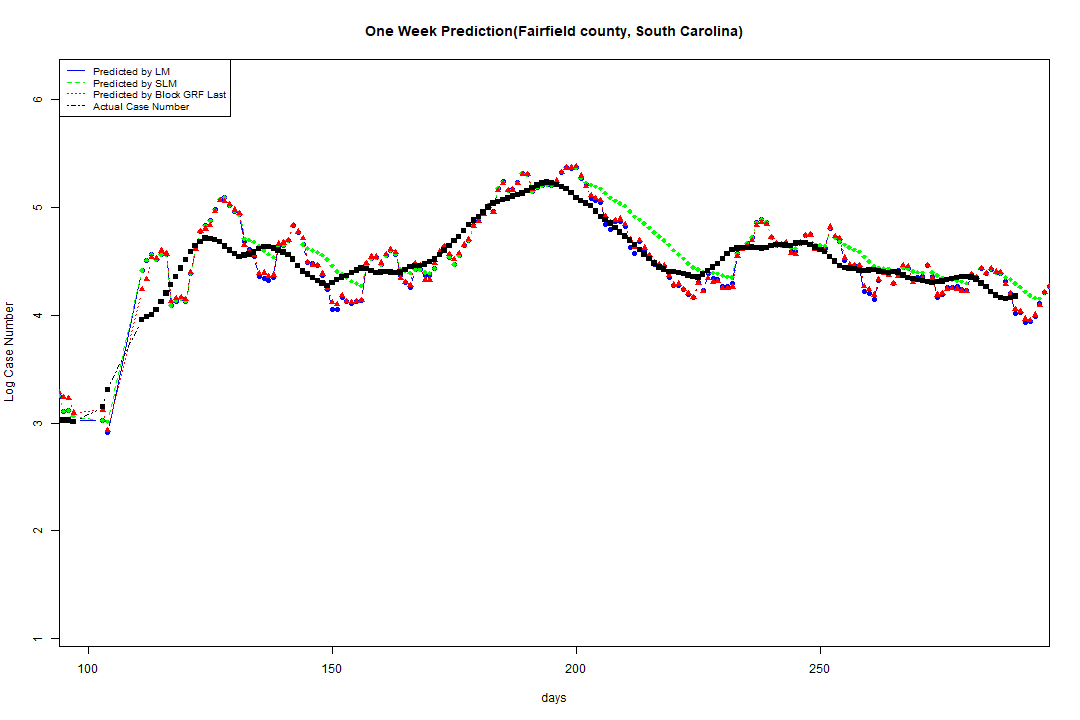 One Week Prediction(Fairfield county, South Carolina)
Predicted by LM
Predicted by SLM
Predicted by Block GRF Last
Actual Case Number
6
5
4
3
2
1
Log Case Number
100
150
200
250
days